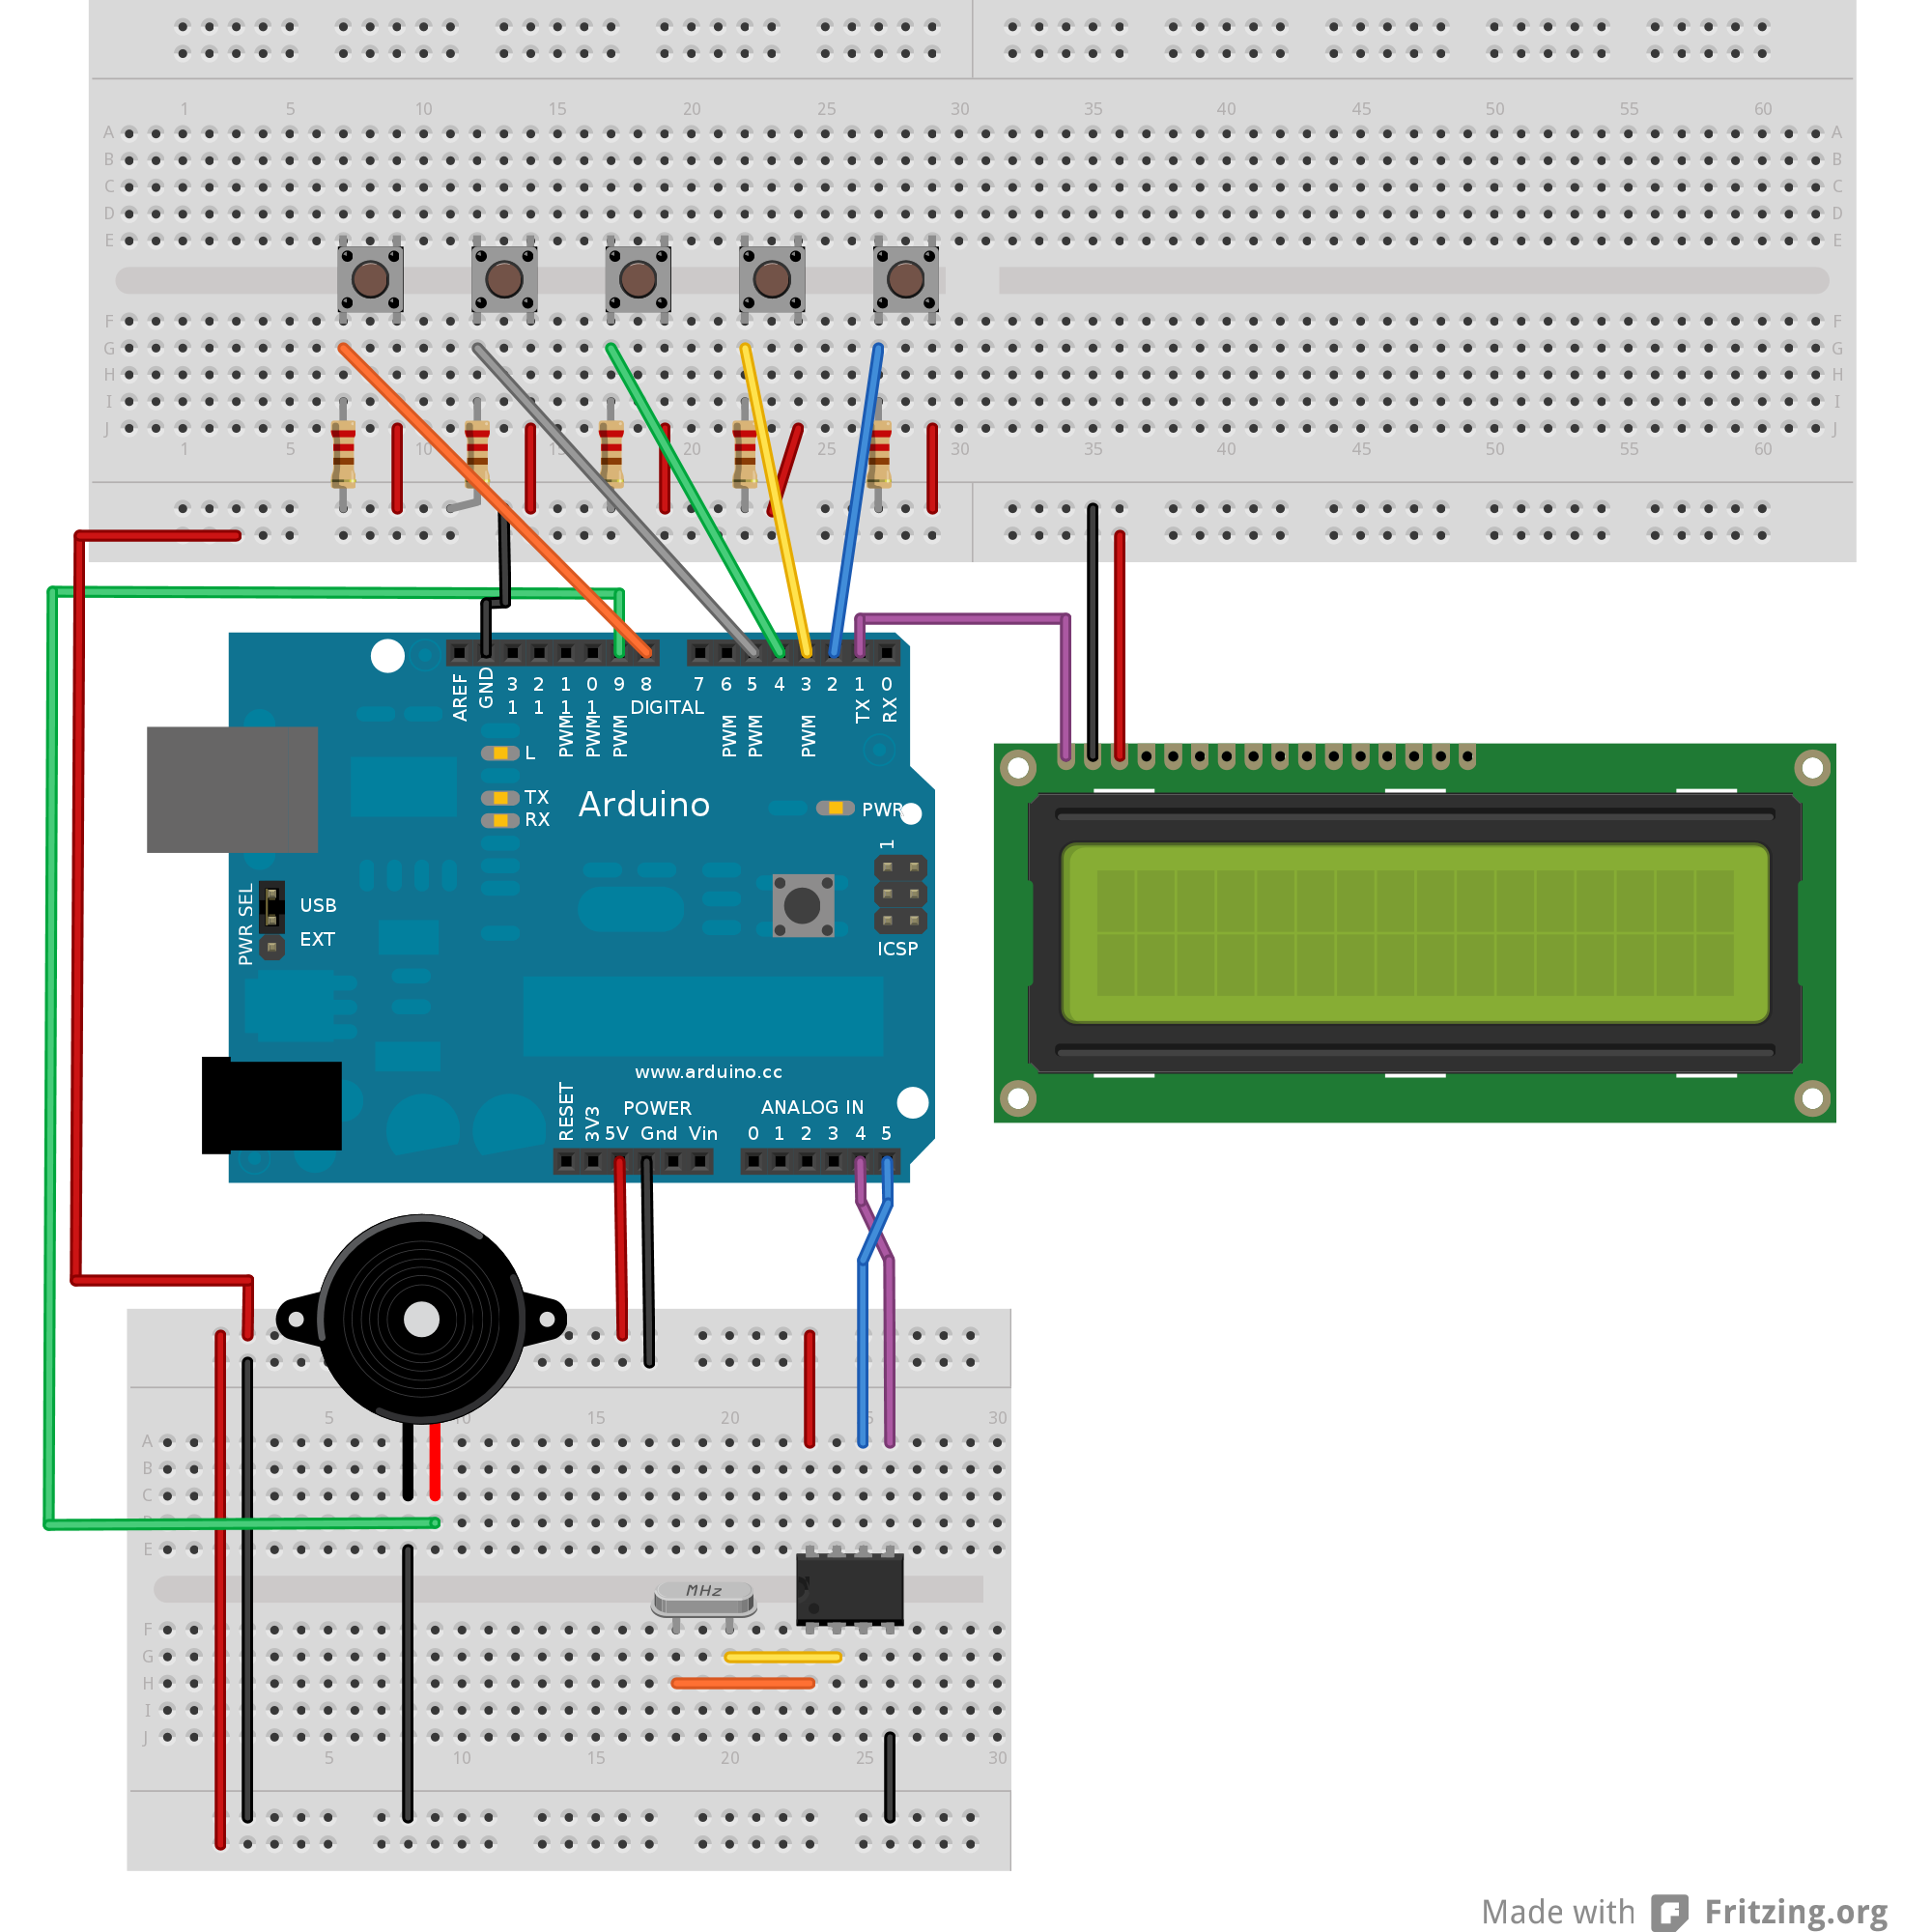 1 5 10 15 20 25 30 35 40 45 50 55 60
A A
B B
C C
D D
E E
F F
G G
H H
I I
J J
1 5 10 15 20 25 30 35 40 45 50 55 60
AREF GND 13 12 11 10 9 8 7 6 5 4 3 2 1 0
PWM PWM PWM DIGITAL PWM PWM PWM TX RX
L
TX
RX
Arduino
PWR
1
ICSP
PWR SEL
USB
EXT
www.arduino.cc
RESET 3V3
POWER
5V Gnd Vin
ANALOG IN
0 1 2 3 4 5
5 15 20 30
A
B
C
E
MHz
F
G
H
I
J
5 10 15 20 25 30
Made with Fritzing.org